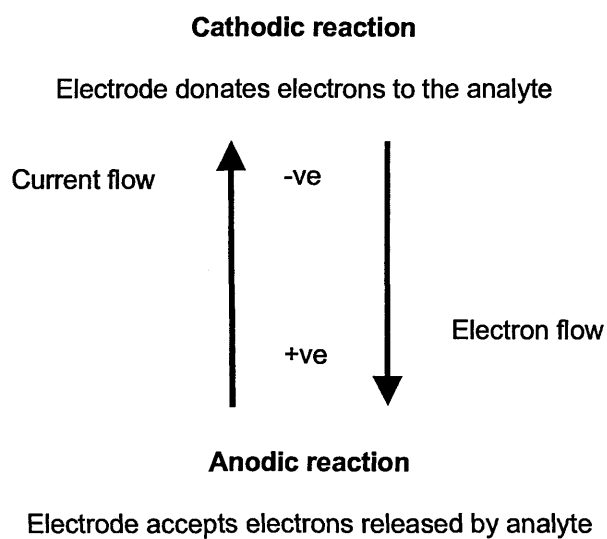 Cathodic reaction
Electrode donates electrons to the analyte
Current flow
-ve
Electron flow
+ve
Anodic reaction
Electrode accepts electrons released by analyte